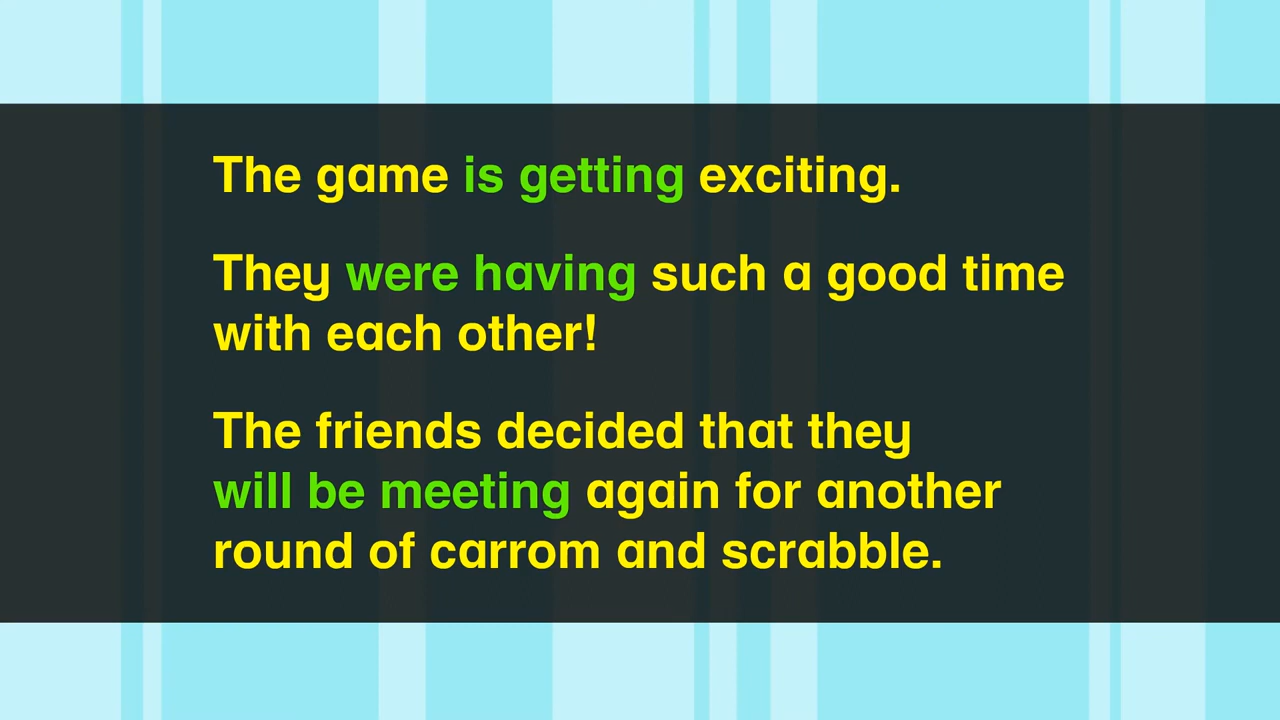 The game is getting exciting.
They were having such a good time
with each other!
The friends decided that they
will be meeting again for another
round of carrom and scrabble.